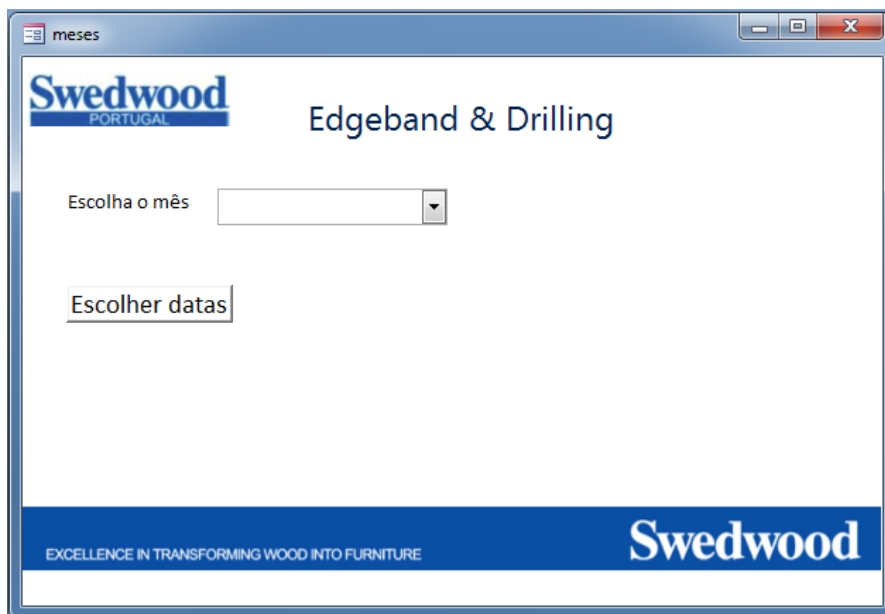 meses
Swedwood
PORTUGAL
Edgeband & Drilling
Escolha o mês
Escolher datas
EXCELLENCE IN TRANSFORMING WOOD INTO FURNITURE
Swedwood